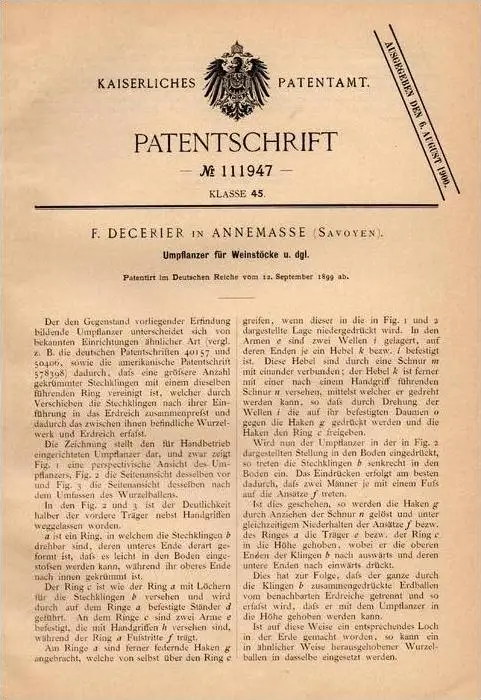 KAISERLICHES PATENTAMT.
AUSGEGEBEN DEN 6. AUGUST 1900.
PATENTSCHRIFT
— № 111947 —
KLASSE 45.
F. DECERIER IN ANNEMASSE (SAVOYEN).
Umpflanzer für Weinstöcke u. dgl.
Patentirt im Deutschen Reiche vom 12. September 1899 ab.
Der den Gegenstand vorliegender Erfindung
bildende Umpflanzer unterscheidet sich von
bekannten Einrichtungen ähnlicher Art (vergl.
z. B. die deutschen Patentschriften 40157 und
50406, sowie die amerikanische Patentschrift
578398) dadurch, daſs eine gröſsere Anzahl
gekrümmter Stechklingen mit einem dieselben
führenden Ring vereinigt ist, welcher durch
Verschieben die Stechklingen nach ihrer Ein-
führung in das Erdreich zusammenpreſst und
dadurch das zwischen ihnen befindliche Wurzel-
werk und Erdreich erfaſst.
Die Zeichnung stellt den für Handbetrieb
eingerichteten Umpflanzer dar, und zwar zeigt
Fig. 1 eine perspectivische Ansicht des Um-
pflanzers, Fig. 2 die Seitenansicht desselben vor
und Fig. 3 die Seitenansicht desselben nach
dem Umfassen des Wurzelballens.
In den Fig. 2 und 3 ist der Deutlichkeit
halber der vordere Träger nebst Handgriffen
weggelassen worden.
a ist ein Ring, in welchem die Stechklingen b
drehbar sind, deren unteres Ende derart ge-
formt ist, daſs es leicht in den Boden einge-
stoſsen werden kann, während ihr oberes Ende
nach innen gekrümmt ist.
Der Ring c ist wie der Ring a mit Löchern
für die Stechklingen b versehen und wird
durch auf dem Ringe a befestigte Ständer d
geführt. An dem Ringe c sind zwei Arme e
befestigt, die mit Handgriffen h versehen sind,
während der Ring a Fuſstritte f trägt.
Am Ringe a sind ferner federnde Haken g
angebracht, welche von selbst über den Ring c
greifen, wenn dieser in die in Fig. 1 und 2
dargestellte Lage niedergedrückt wird. In den
Armen e sind zwei Wellen i gelagert, auf
deren Enden je ein Hebel k bezw. l befestigt
ist. Diese Hebel sind durch eine Schnur m
mit einander verbunden; der Hebel k ist ferner
mit einer nach einem Handgriff führenden
Schnur n versehen, mittelst welcher er gedreht
werden kann, so daſs durch Drehung der
Wellen i die auf ihr befestigten Daumen o
gegen die Haken g gedrückt werden und die
Haken den Ring c freigeben.
Wird nun der Umpflanzer in der in Fig. 2
dargestellten Stellung in den Boden eingedrückt,
so treten die Stechklingen b senkrecht in den
Boden ein. Das Eindrücken erfolgt am besten
dadurch, daſs zwei Männer je mit einem Fuſs
auf die Ansätze f treten.
Ist dies geschehen, so werden die Haken g
durch Anziehen der Schnur n gelöst und unter
gleichzeitigem Niederhalten der Ansätze f bezw.
des Ringes a die Träger e bezw. der Ring c
in die Höhe gehoben, wobei er die oberen
Enden der Klingen b nach auswärts und deren
untere Enden nach einwärts drückt.
Dies hat zur Folge, daſs der ganze durch
die Klingen b zusammengedrückte Erdballen
vom benachbarten Erdreiche getrennt und so
erfaſst wird, daſs er mit dem Umpflanzer in
die Höhe gehoben werden kann.
Ist auf diese Weise ein entsprechendes Loch
in der Erde gemacht worden, so kann ein
in ähnlicher Weise herausgehobener Wurzel-
ballen in dasselbe eingesetzt werden.